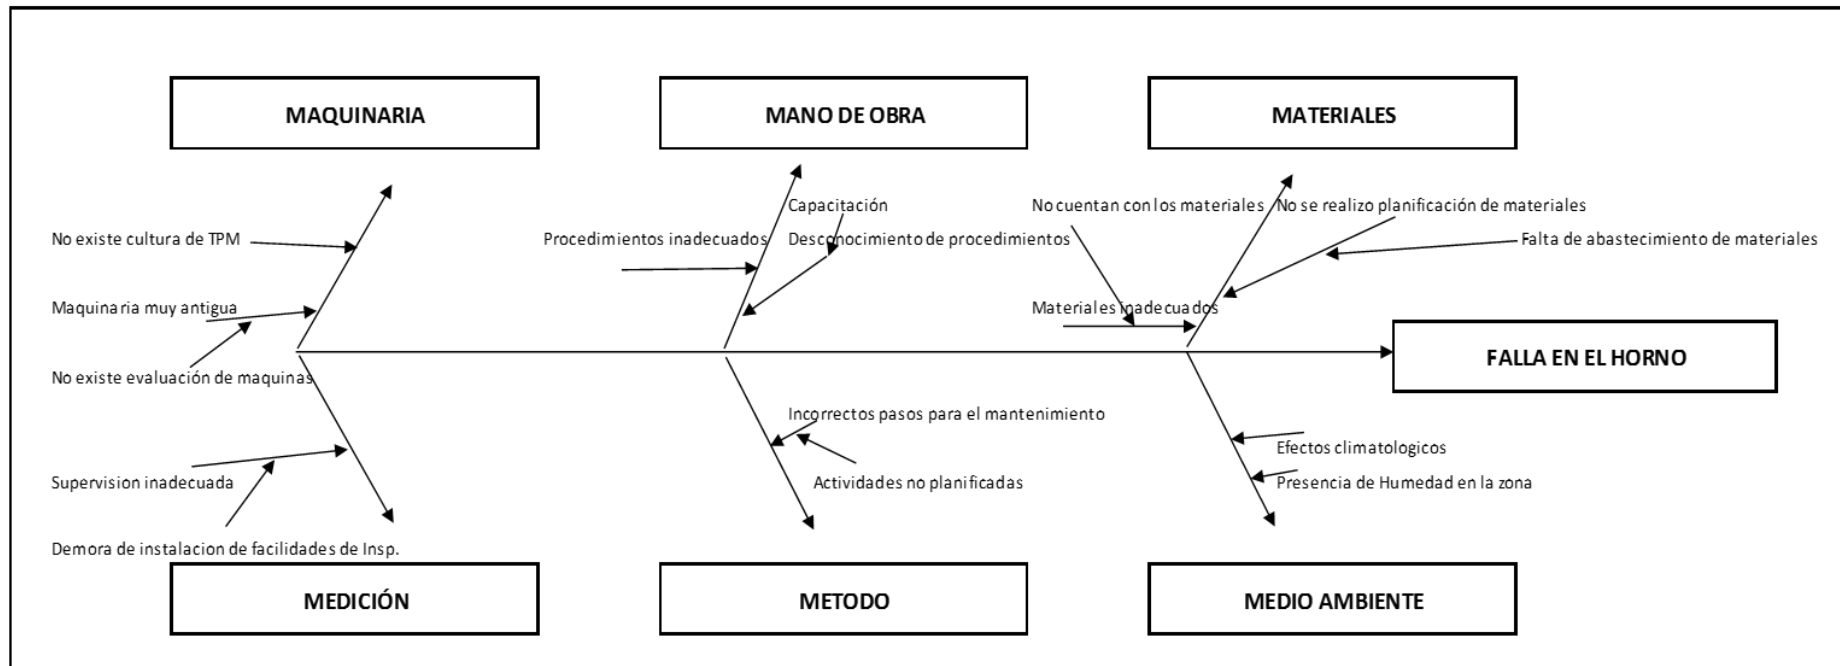 MAQUINARIA
MANO DE OBRA
MATERIALES
Capacitación
No cuentan con los materiales
No se realizo planificación de materiales
No existe cultura de TPM
Procedimientos inadecuados
Desconocimiento de procedimientos
Falta de abastecimiento de materiales
Maquinaria muy antigua
Materiales inadecuados
FALLA EN EL HORNO
No existe evaluación de maquinas
Incorrectos pasos para el mantenimiento
Efectos climatologicos
Supervision inadecuada
Actividades no planificadas
Presencia de Humedad en la zona
Demora de instalacion de facilidades de Insp.
MEDICIÓN
METODO
MEDIO AMBIENTE